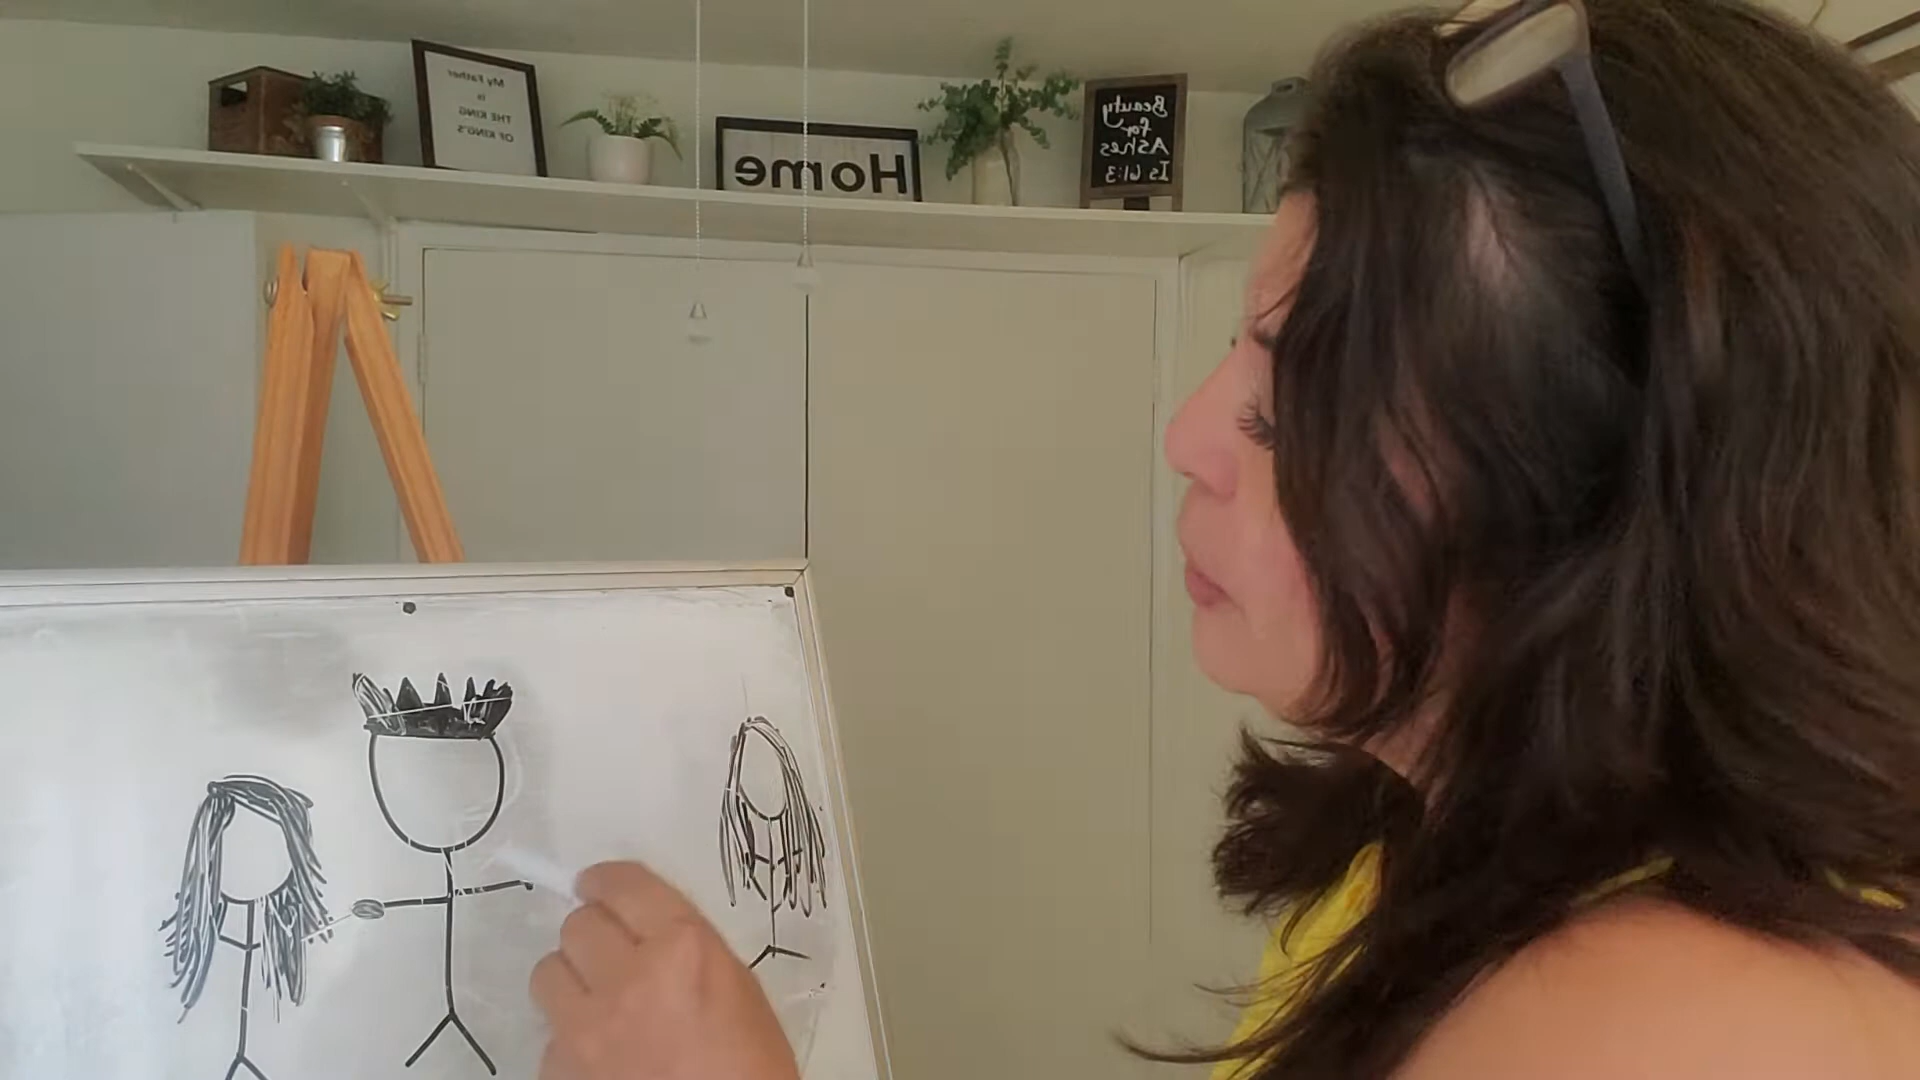 My Father
is
THE KING
OF KING'S
Home
Beauty
for
Ashes
Is 61:3